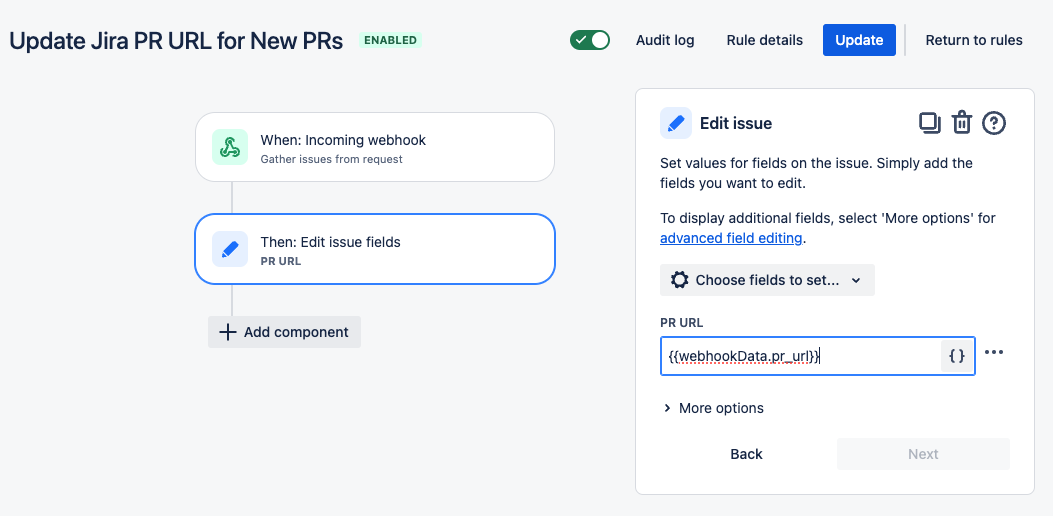 Update Jira PR URL for New PRs ENABLED Audit log Rule details Update Return to rules
When: Incoming webhook
Gather issues from request
Then: Edit issue fields
PR URL
Add component
Edit issue
Set values for fields on the issue. Simply add the
fields you want to edit.
To display additional fields, select 'More options' for
advanced field editing.
Choose fields to set...
PR URL
{{webhookData.pr_url}} {}
More options
Back Next